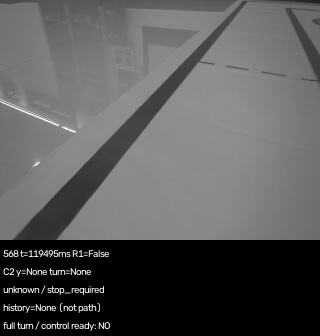 568 t=119495ms R1=False
C2 y=None turn=None
unknown / stop_required
history=None (not path)
full turn / control ready: NO